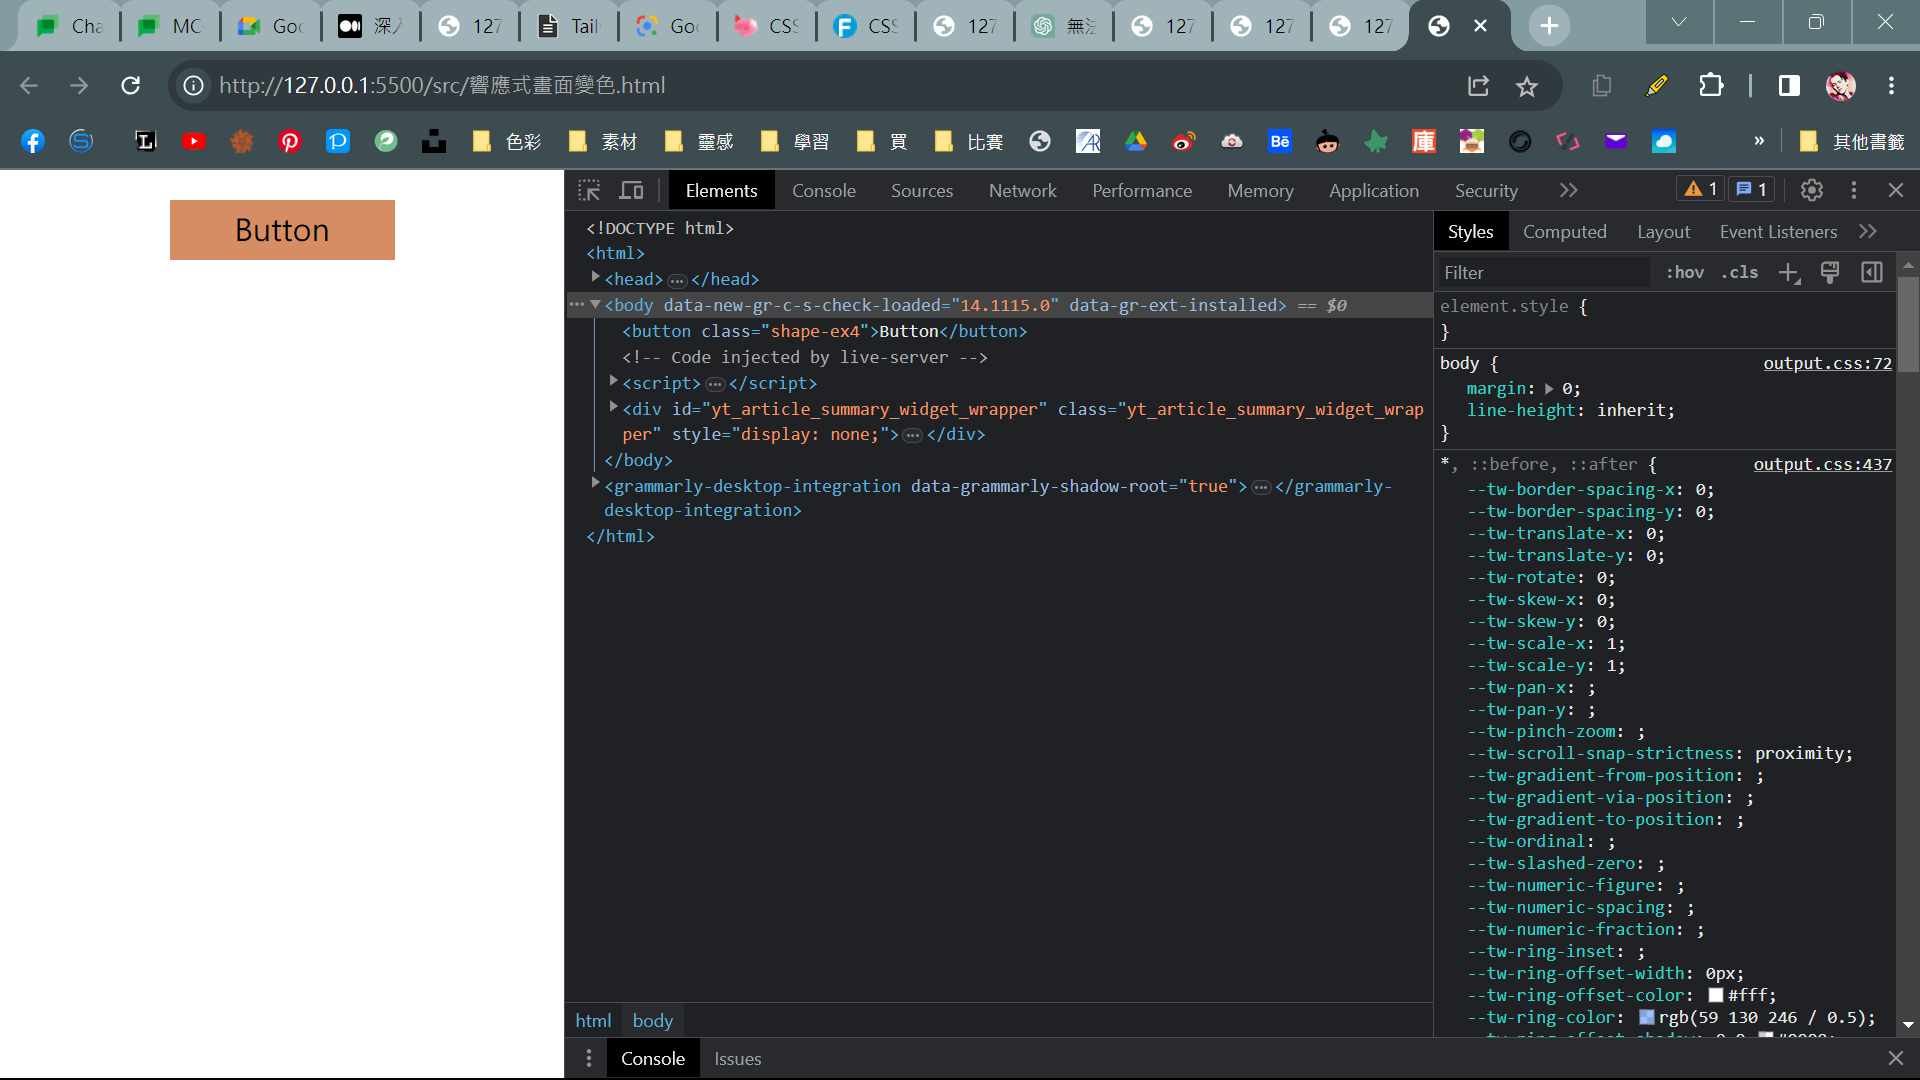 Cha
MC
Goo
深入
127
Tail
Goo
CSS
CSS
127
無法
127
127
127
http://127.0.0.1:5500/src/響應式畫面變色.html
色彩
素材
靈感
學習
買
比賽
Bē
庫
»
其他書籤
Button
Elements
Console
Sources
Network
Performance
Memory
Application
Security
1
1
<!DOCTYPE html>
<html>
<head> … </head>
<body data-new-gr-c-s-check-loaded="14.1115.0" data-gr-ext-installed> == $0
<button class="shape-ex4">Button</button>
<!-- Code injected by live-server -->
<script> … </script>
<div id="yt_article_summary_widget_wrapper" class="yt_article_summary_widget_wrap
per" style="display: none;"> … </div>
</body>
<grammarly-desktop-integration data-grammarly-shadow-root="true"> … </grammarly-
desktop-integration>
</html>
html
body
Console
Issues
Styles
Computed
Layout
Event Listeners
Filter
:hov
.cls
element.style {
}
body {
output.css:72
margin: 0;
line-height: inherit;
}
*, ::before, ::after {
output.css:437
--tw-border-spacing-x: 0;
--tw-border-spacing-y: 0;
--tw-translate-x: 0;
--tw-translate-y: 0;
--tw-rotate: 0;
--tw-skew-x: 0;
--tw-skew-y: 0;
--tw-scale-x: 1;
--tw-scale-y: 1;
--tw-pan-x: ;
--tw-pan-y: ;
--tw-pinch-zoom: ;
--tw-scroll-snap-strictness: proximity;
--tw-gradient-from-position: ;
--tw-gradient-via-position: ;
--tw-gradient-to-position: ;
--tw-ordinal: ;
--tw-slashed-zero: ;
--tw-numeric-figure: ;
--tw-numeric-spacing: ;
--tw-numeric-fraction: ;
--tw-ring-inset: ;
--tw-ring-offset-width: 0px;
--tw-ring-offset-color: #fff;
--tw-ring-color: rgb(59 130 246 / 0.5);